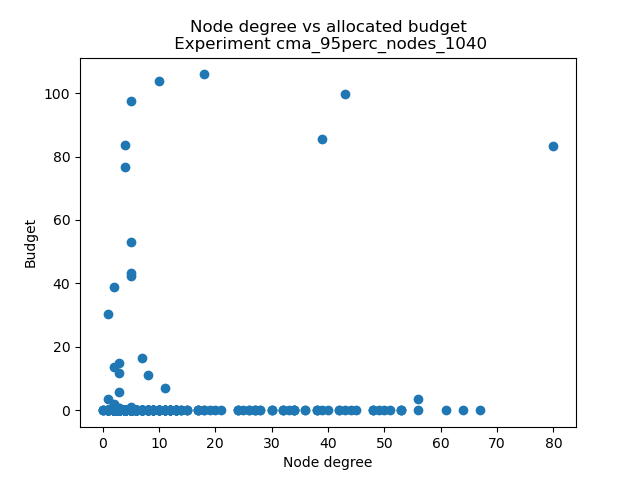 Node degree vs allocated budget
Experiment cma_95perc_nodes_1040
100
80
60
40
20
0
Budget
0 10 20 30 40 50 60 70 80
Node degree